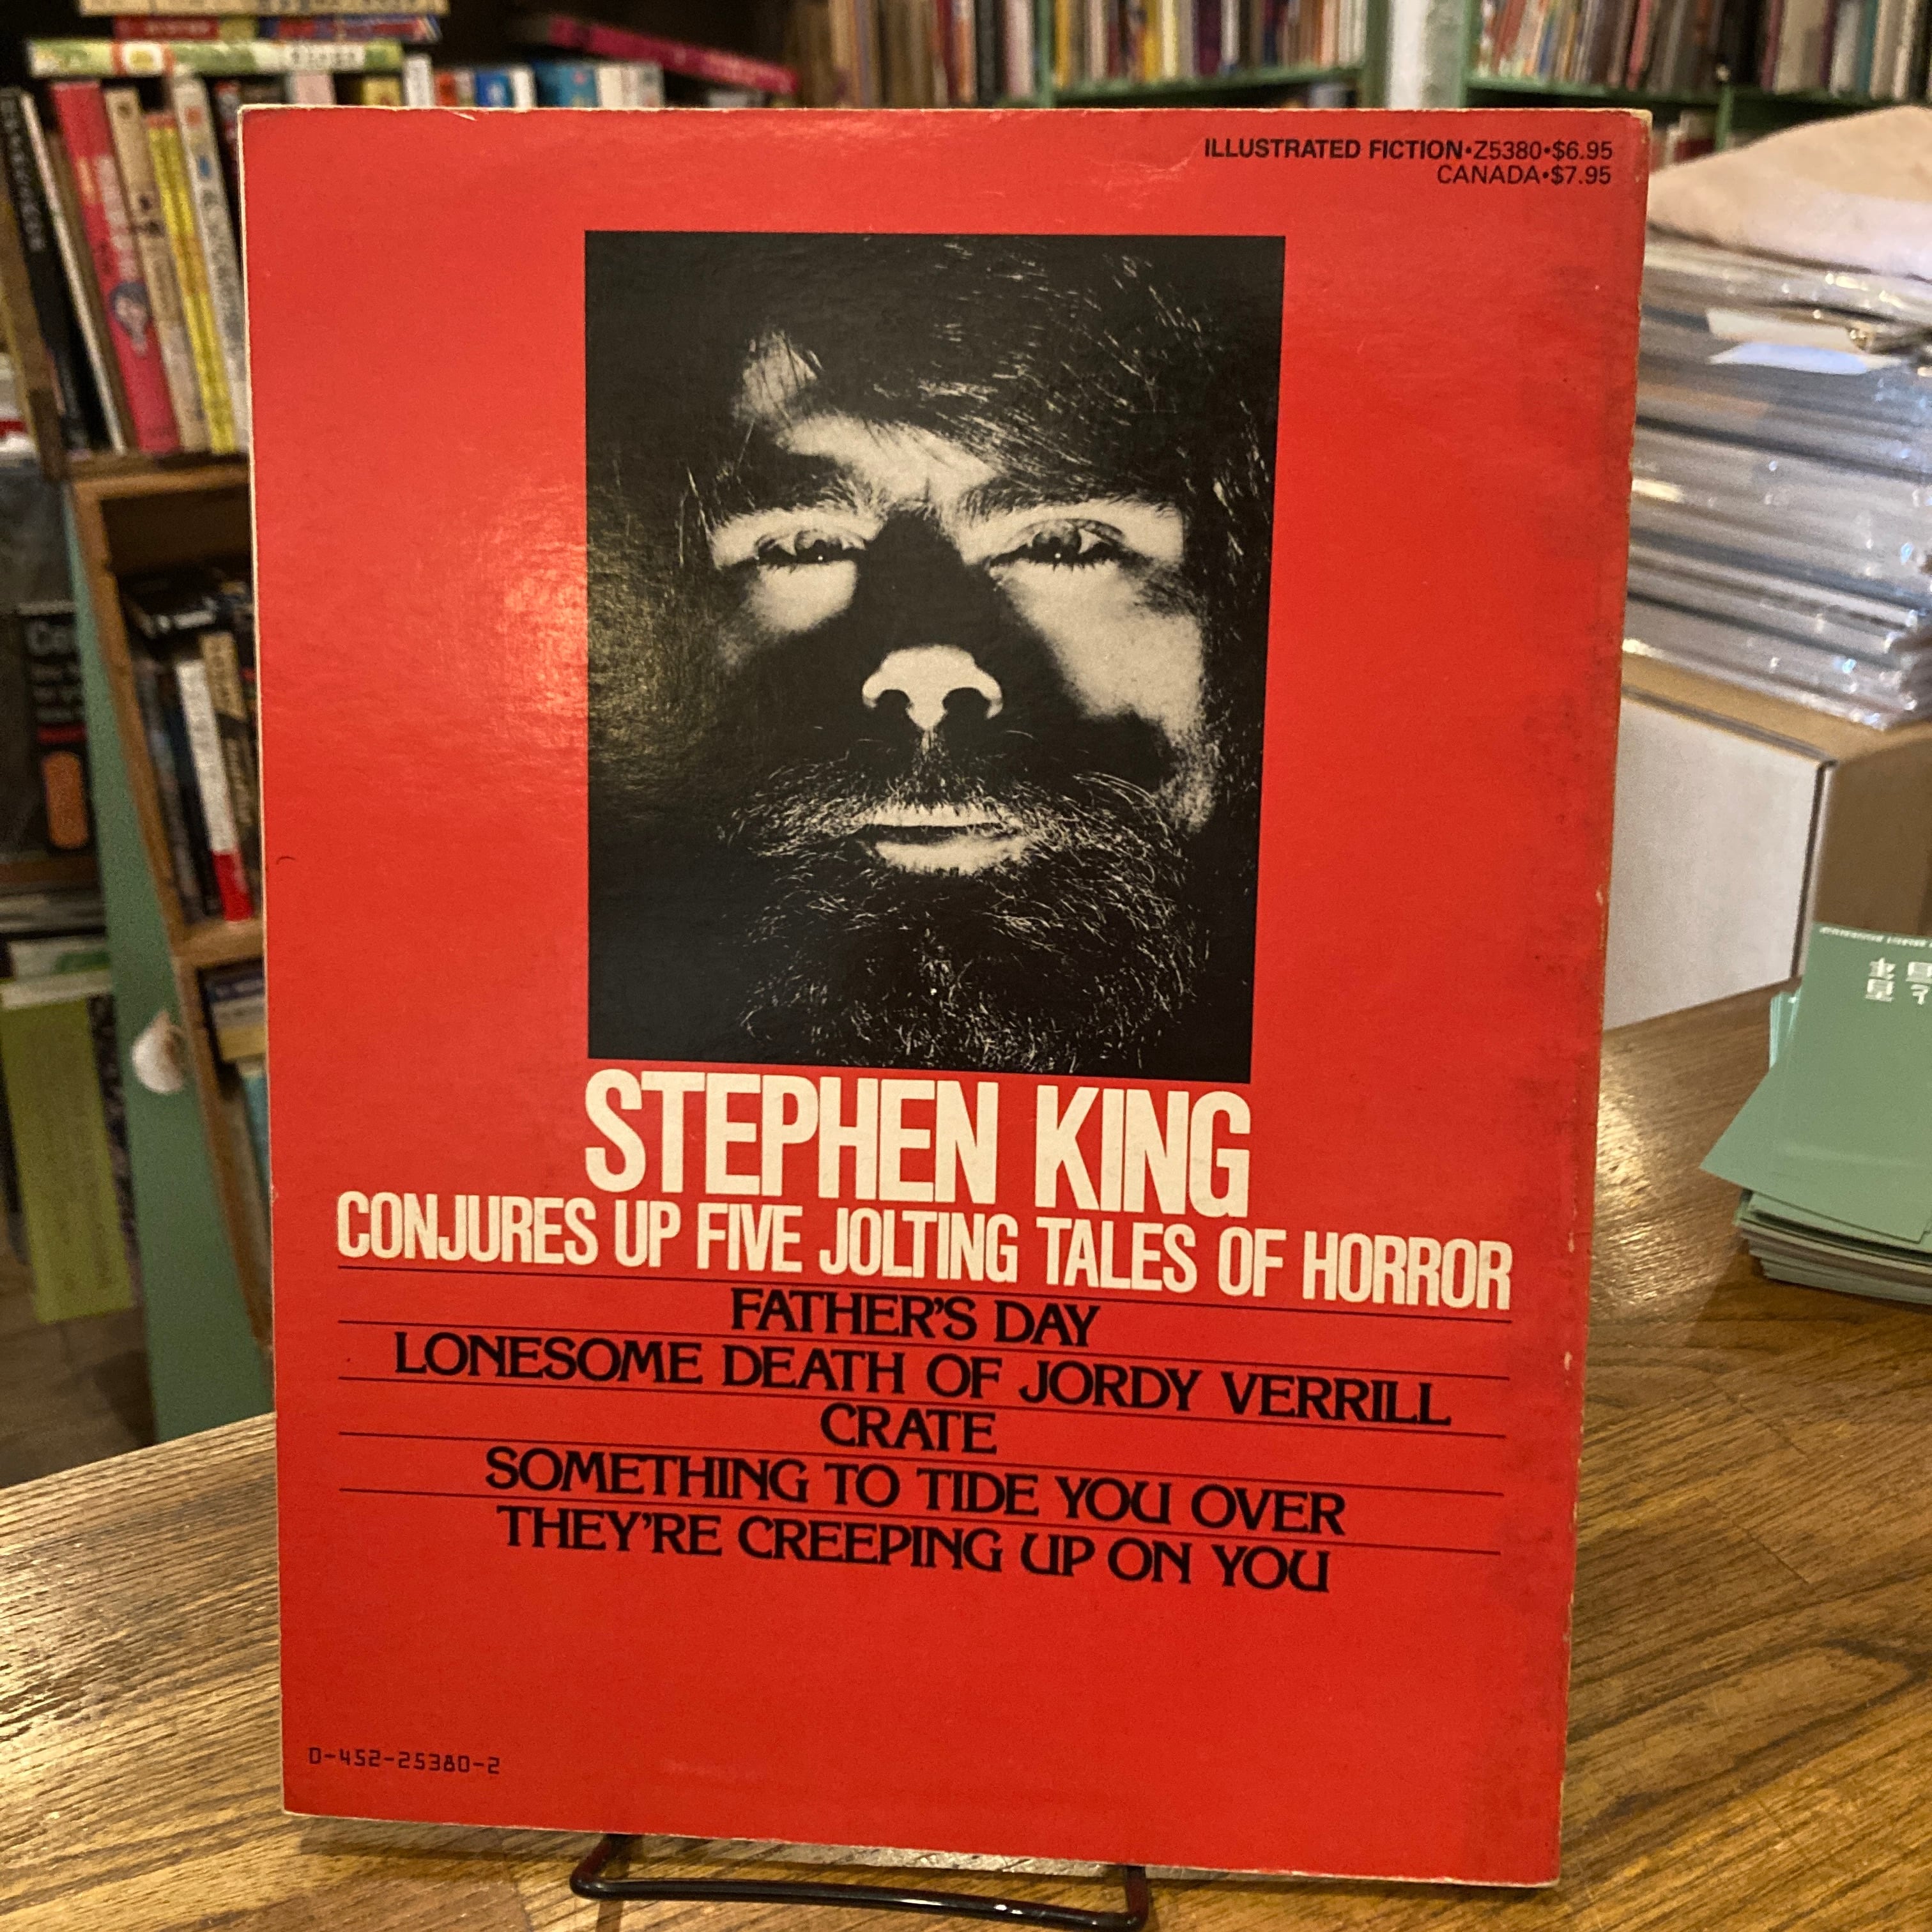 ILLUSTRATED FICTION•Z5380•$6.95
CANADA•$7.95
STEPHEN KING
CONJURES UP FIVE JOLTING TALES OF HORROR
FATHER'S DAY
LONESOME DEATH OF JORDY VERRILL
CRATE
SOMETHING TO TIDE YOU OVER
THEY'RE CREEPING UP ON YOU
0-452-25380-2